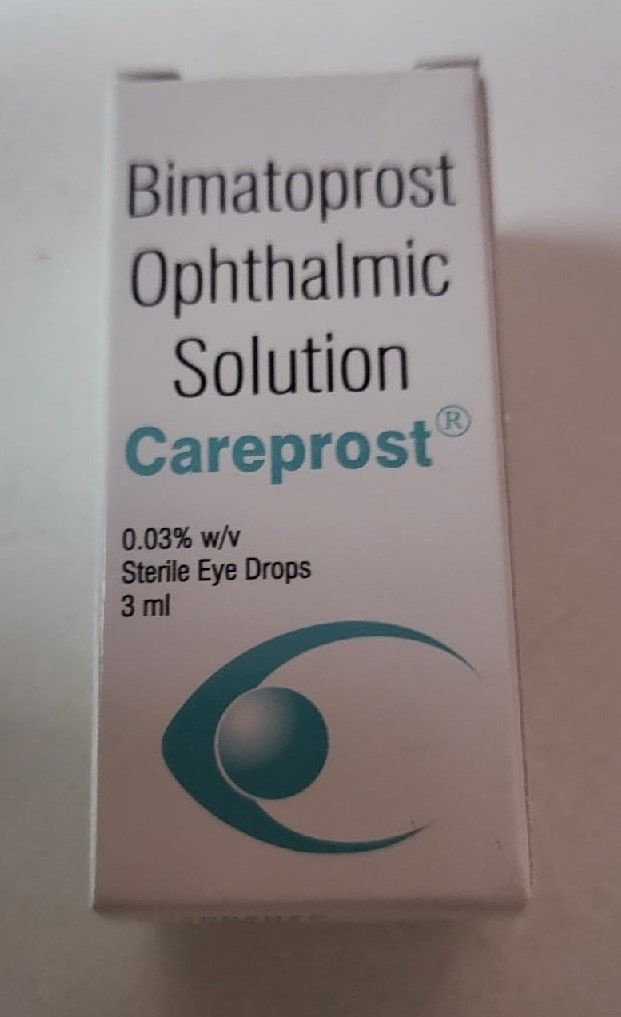 Bimatoprost
Ophthalmic
Solution
Careprost®
0.03% w/v
Sterile Eye Drops
3 ml